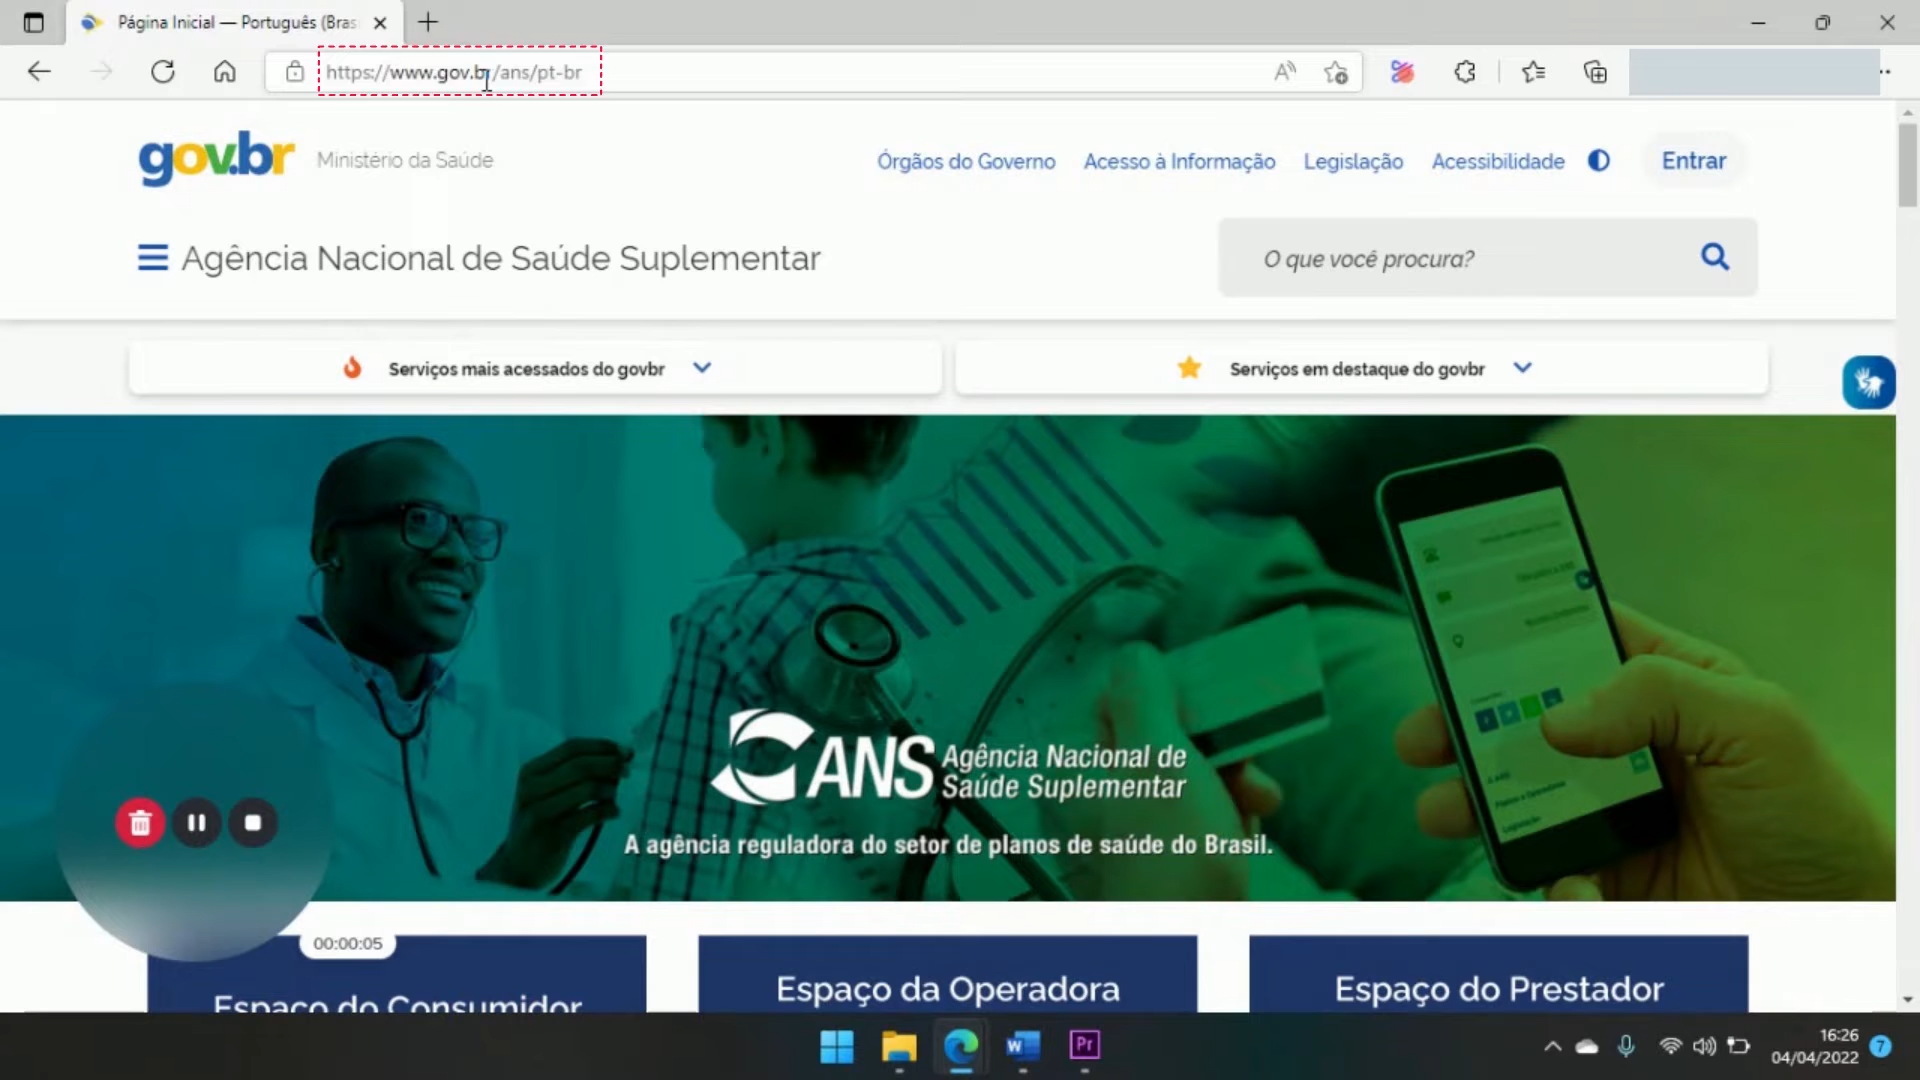 Página Inicial — Português (Bras
https://www.gov.br/ans/pt-br
gov.br
Ministério da Saúde
Órgãos do Governo
Acesso à Informação
Legislação
Acessibilidade
Entrar
Agência Nacional de Saúde Suplementar
O que você procura?
Serviços mais acessados do govbr
Serviços em destaque do govbr
ANS
Agência Nacional de
Saúde Suplementar
A agência reguladora do setor de planos de saúde do Brasil.
00:00:05
Espaço do Consumidor
Espaço da Operadora
Espaço do Prestador
W
Pr
16:26
04/04/2022
7